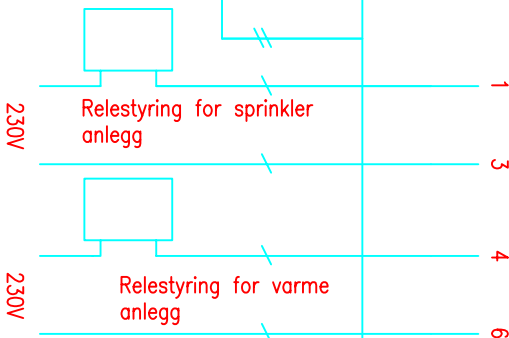 1
Relestyring for sprinkler
anlegg
230V
3
4
Relestyring for varme
anlegg
230V
6